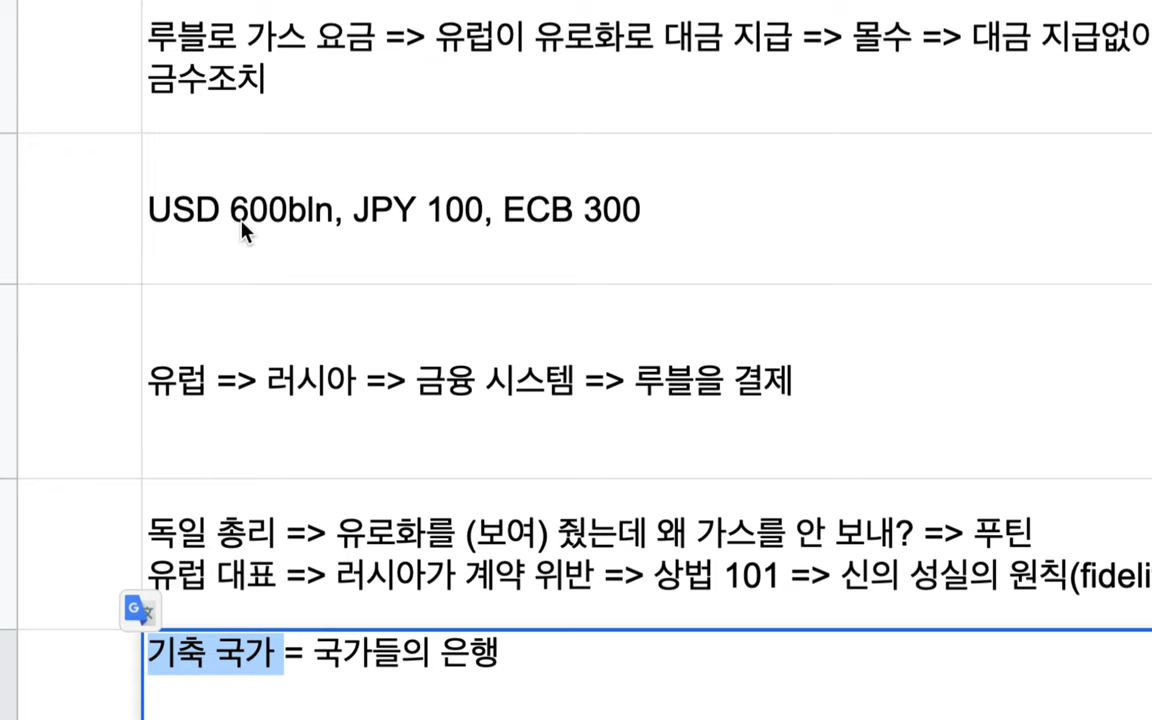 루블로 가스 요금 => 유럽이 유로화로 대금 지급 => 몰수 => 대금 지급없이
금수조치
USD 600bln, JPY 100, ECB 300
유럽 => 러시아 => 금융 시스템 => 루블을 결제
독일 총리 => 유로화를 (보여) 줬는데 왜 가스를 안 보내? => 푸틴
유럽 대표 => 러시아가 계약 위반 => 상법 101 => 신의 성실의 원칙(fideli
기축 국가 = 국가들의 은행